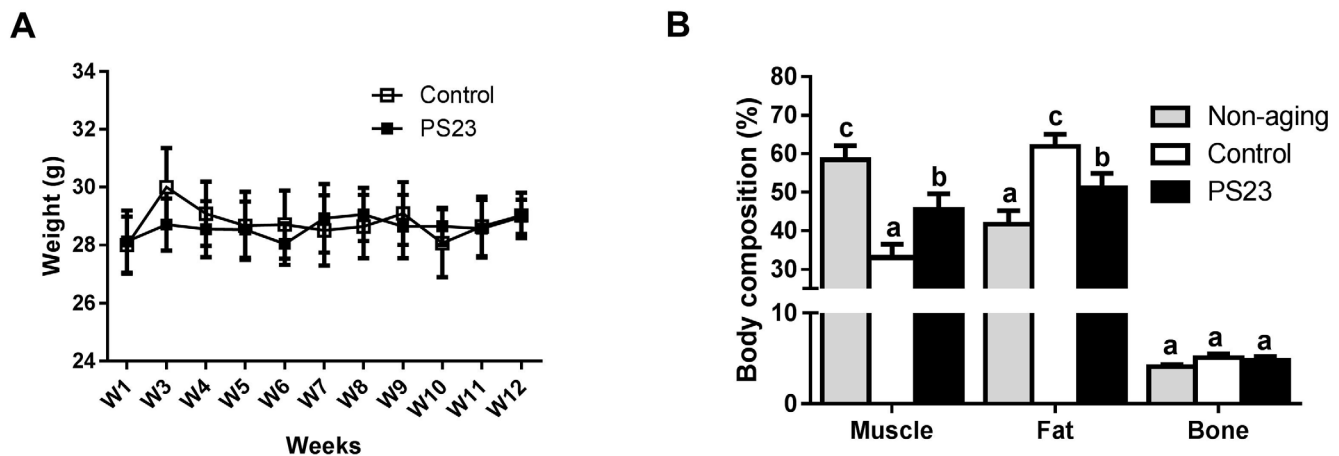 A
Weight (g)
34
32
30
28
26
24
Control
PS23
W1
W3
W4
W5
W6
W7
W8
W9
W10
W11
W12
Weeks
B
Body composition (%)
80
70
60
50
40
30
10
0
c
a
b
a
c
b
a
a
a
Non-aging
Control
PS23
Muscle
Fat
Bone